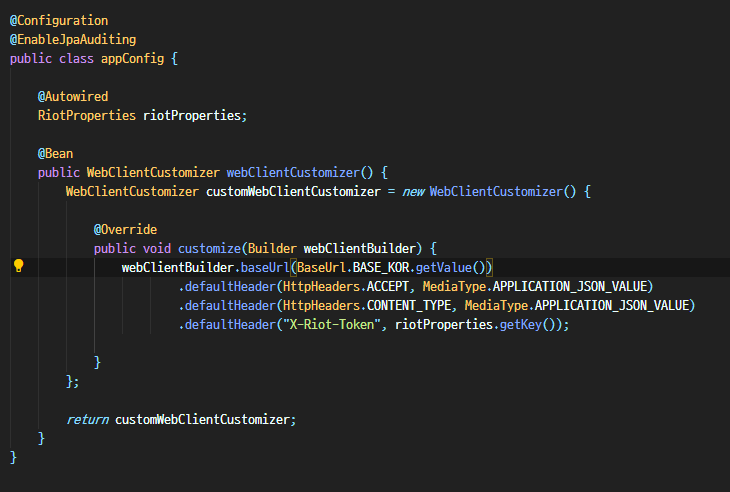 @Configuration
@EnableJpaAuditing
public class appConfig {
@Autowired
RiotProperties riotProperties;
@Bean
public WebClientCustomizer webClientCustomizer() {
WebClientCustomizer customWebClientCustomizer = new WebClientCustomizer() {
@Override
public void customize(Builder webClientBuilder) {
webClientBuilder.baseUrl(BaseUrl.BASE_KOR.getValue())
.defaultHeader(HttpHeaders.ACCEPT, MediaType.APPLICATION_JSON_VALUE)
.defaultHeader(HttpHeaders.CONTENT_TYPE, MediaType.APPLICATION_JSON_VALUE)
.defaultHeader("X-Riot-Token", riotProperties.getKey());
}
};
return customWebClientCustomizer;
}
}